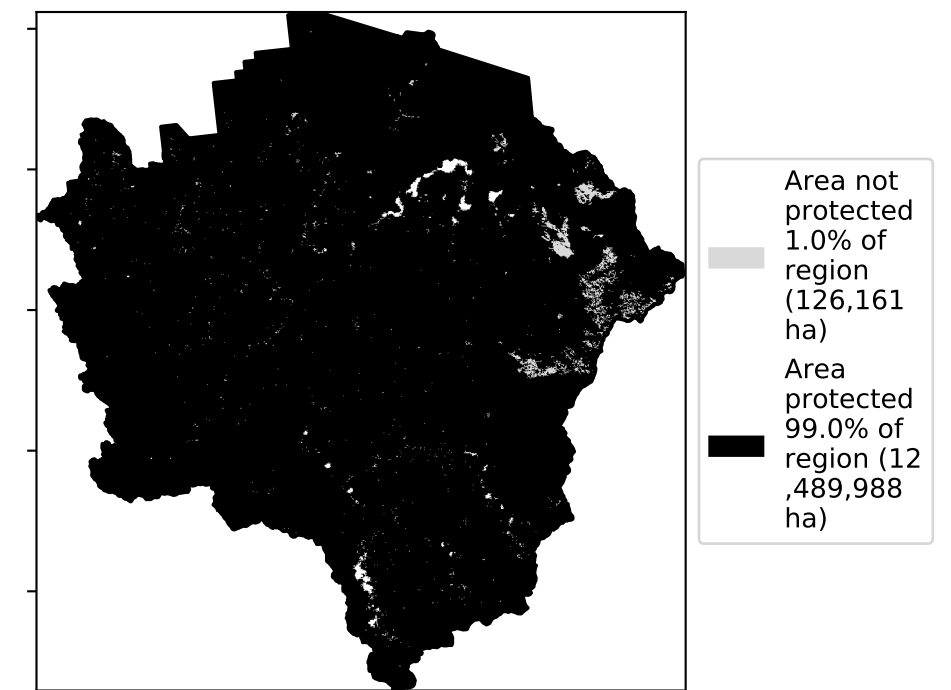 Area not
protected
1.0% of
region
(126,161
ha)
Area
protected
99.0% of
region (12
,489,988
ha)